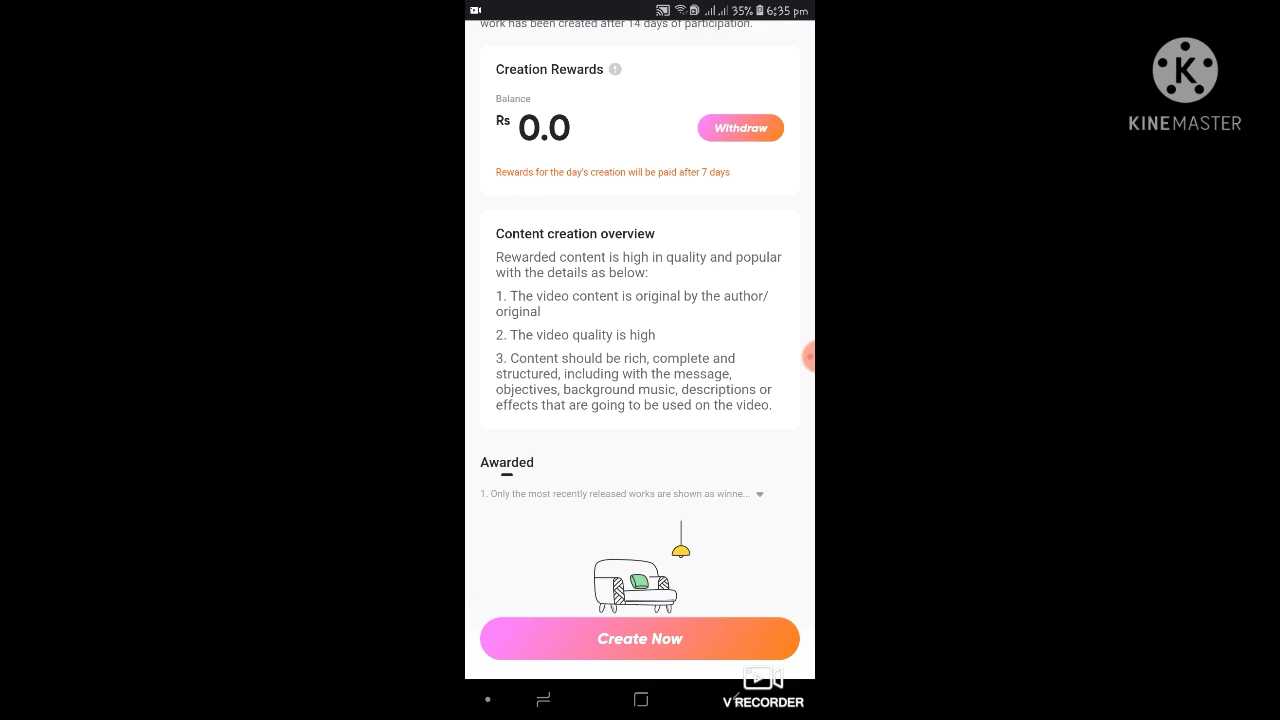 35% 6:35 pm
work has been created after 14 days of participation.
Creation Rewards
Balance
Rs 0.0
Withdraw
Rewards for the day's creation will be paid after 7 days
Content creation overview
Rewarded content is high in quality and popular
with the details as below:
1. The video content is original by the author/
original
2. The video quality is high
3. Content should be rich, complete and
structured, including with the message,
objectives, background music, descriptions or
effects that are going to be used on the video.
Awarded
1. Only the most recently released works are shown as winne...
Create Now
K
KINEMASTER
V RECORDER